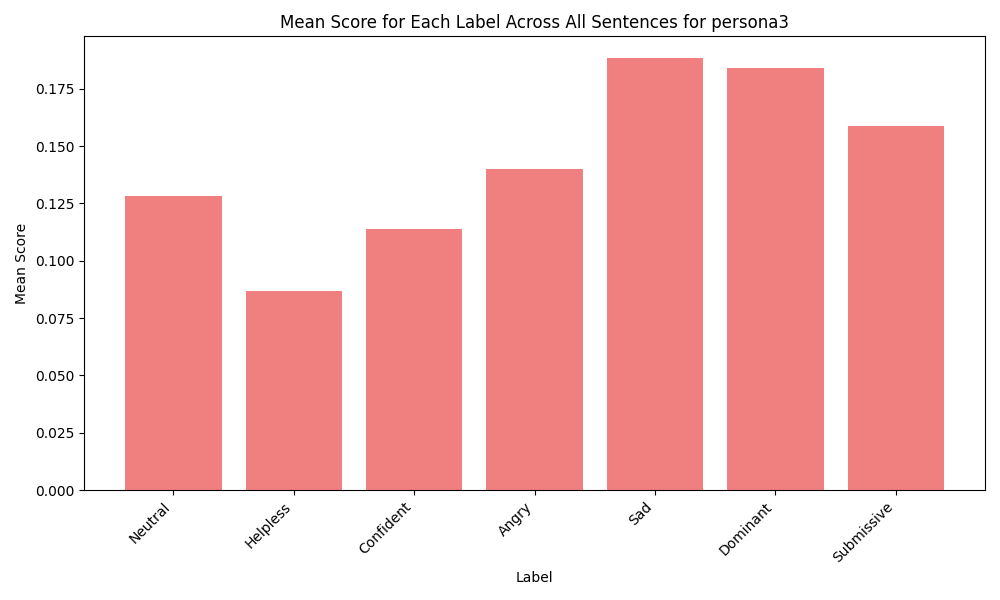 Mean Score for Each Label Across All Sentences for persona3
Mean Score
0.175
0.150
0.125
0.100
0.075
0.050
0.025
0.000
Neutral
Helpless
Confident
Angry
Sad
Dominant
Submissive
Label